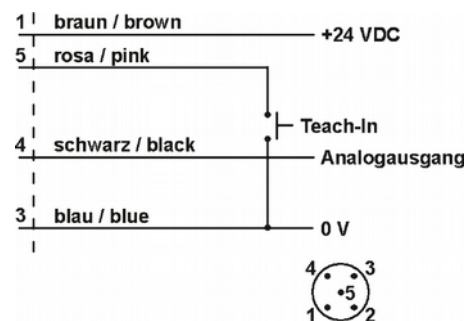 1 braun / brown +24 VDC
5 rosa / pink
Teach-In
4 schwarz / black Analogausgang
3 blau / blue 0 V
4 3
5
1 2